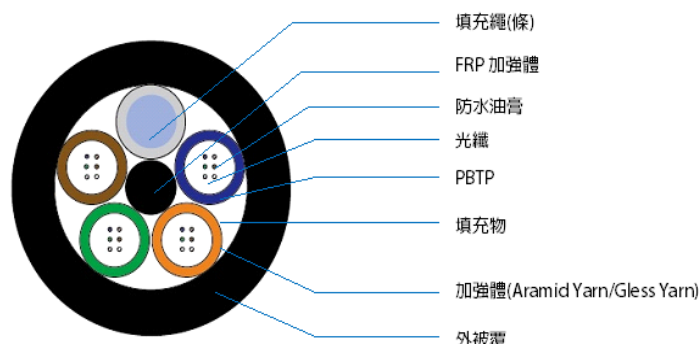 填充繩(條)
FRP 加強體
防水油膏
光纖
PBTP
填充物
加強體(Aramid Yarn/Gless Yarn)
外被覆